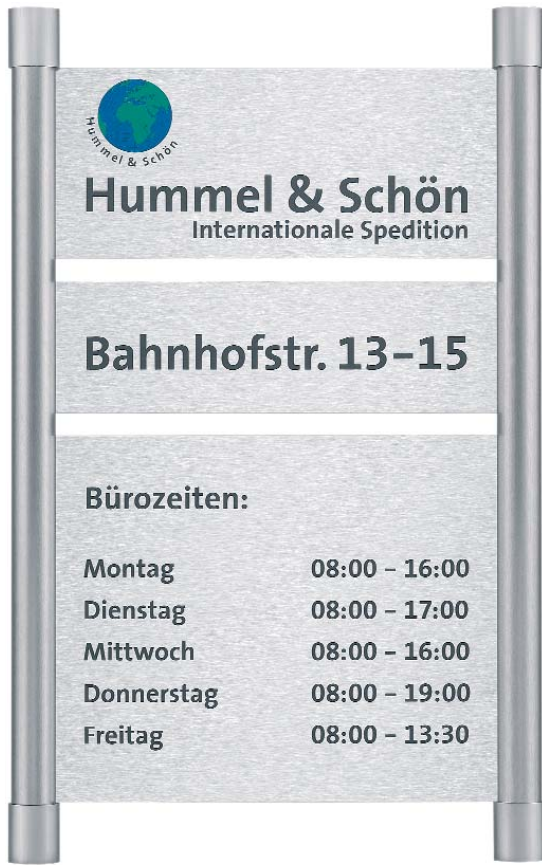 Hummel & Schön
Hummel & Schön
Internationale Spedition
Bahnhofstr. 13-15
Bürozeiten:
Montag 08:00 - 16:00
Dienstag 08:00 - 17:00
Mittwoch 08:00 - 16:00
Donnerstag 08:00 - 19:00
Freitag 08:00 - 13:30